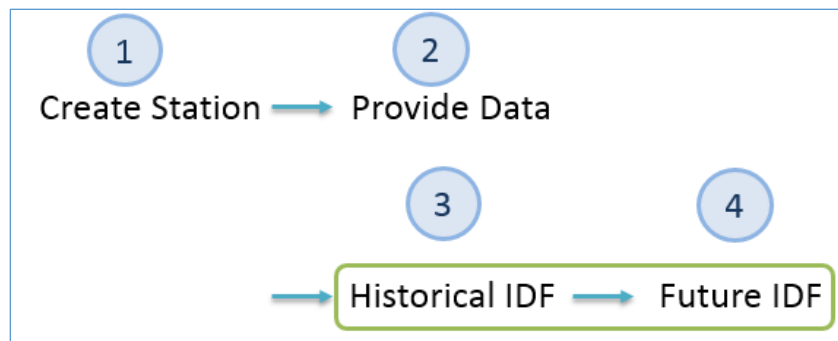 1 2
Create Station Provide Data
3 4
Historical IDF Future IDF